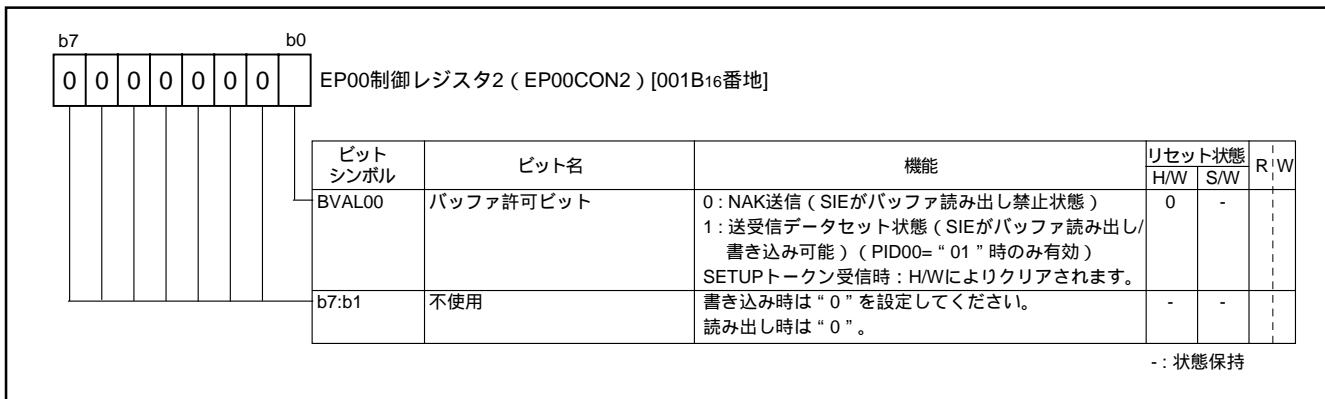 b7 b0
0 0 0 0 0 0 0 EP00制御レジスタ2（EP00CON2）[001B16番地]
ビット
シンボル ビット名 機能 リセット状態 R W
H/W S/W
BVAL00 バッファ許可ビット 0 : NAK送信（SIEがバッファ読み出し禁止状態） 0 -
1 : 送受信データセット状態（SIEがバッファ読み出し/
書き込み可能）（PID00= “ 01 ” 時のみ有効）
SETUPトークン受信時 : H/Wによりクリアされます。
b7:b1 不使用 書き込み時は “ 0 ” を設定してください。 - -
読み出し時は “ 0 ” 。
- : 状態保持